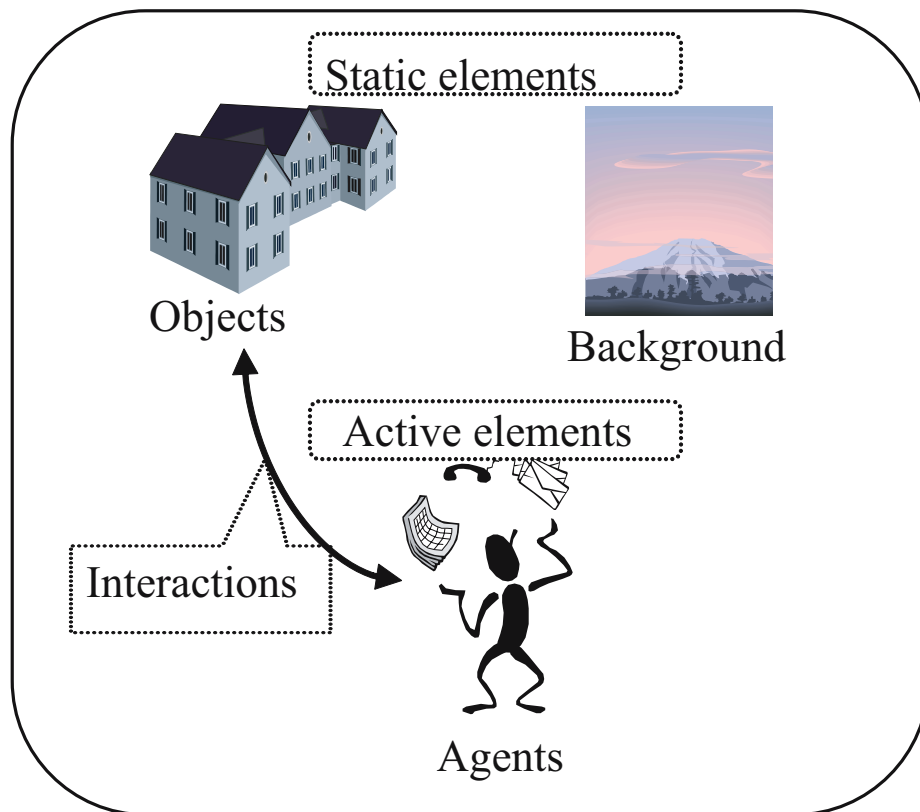 Static elements
Objects
Background
Active elements
Interactions
Agents